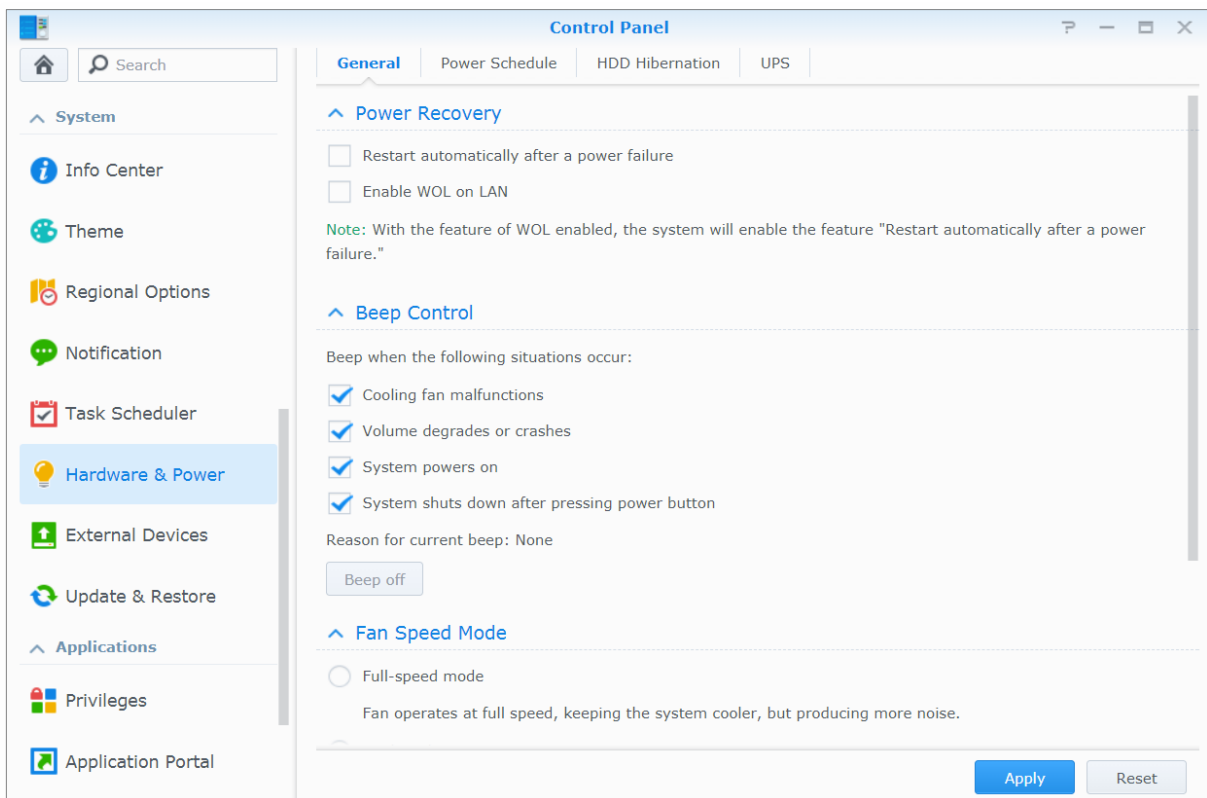 Control Panel
Search
System
Info Center
Theme
Regional Options
Notification
Task Scheduler
Hardware & Power
External Devices
Update & Restore
Applications
Privileges
Application Portal
General Power Schedule HDD Hibernation UPS
Power Recovery
Restart automatically after a power failure
Enable WOL on LAN
Note: With the feature of WOL enabled, the system will enable the feature "Restart automatically after a power
failure."
Beep Control
Beep when the following situations occur:
Cooling fan malfunctions
Volume degrades or crashes
System powers on
System shuts down after pressing power button
Reason for current beep: None
Beep off
Fan Speed Mode
Full-speed mode
Fan operates at full speed, keeping the system cooler, but producing more noise.
Apply Reset